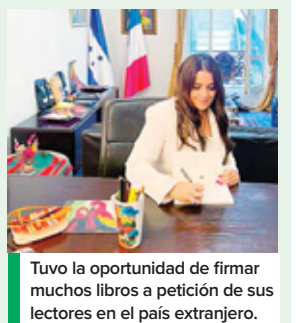 Tuvo la oportunidad de firmar
muchos libros a petición de sus
lectores en el país extranjero.